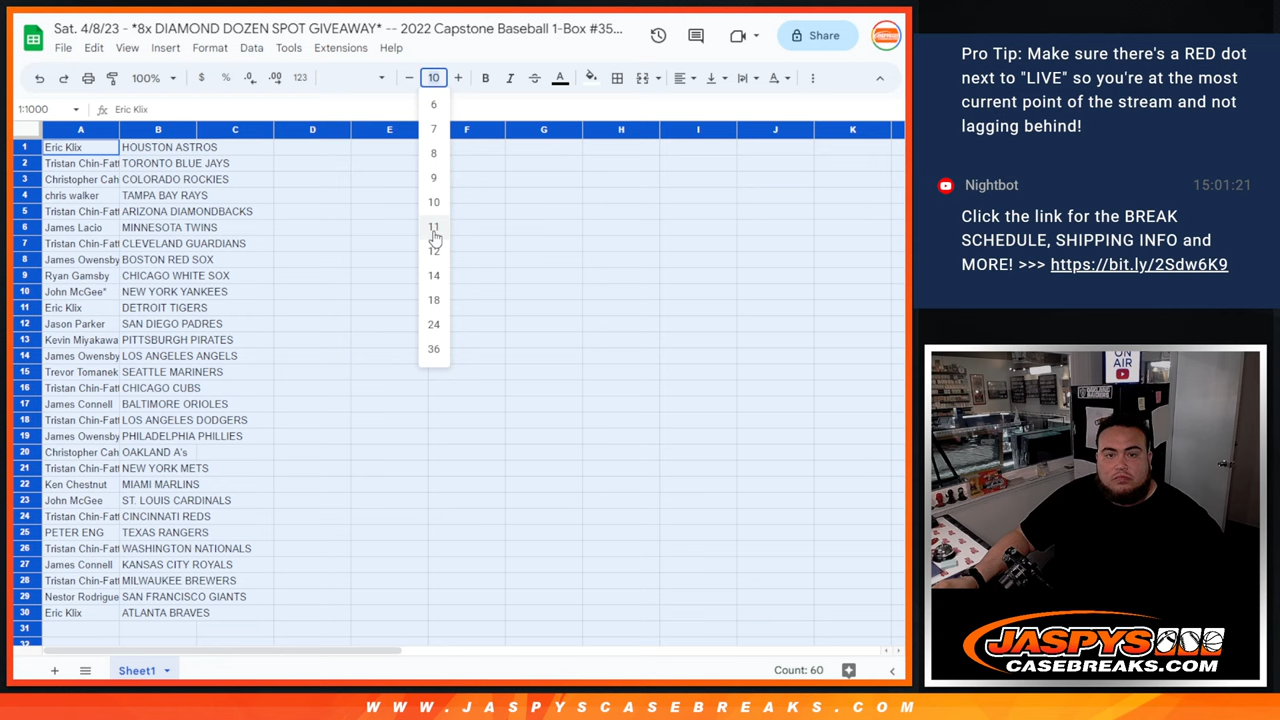 Sat. 4/8/23 - *8x DIAMOND DOZEN SPOT GIVEAWAY* -- 2022 Capstone Baseball 1-Box #35...
File Edit View Insert Format Data Tools Extensions Help
Share
100% $ % .0 .00 123 10 B I A
1:1000 fx Eric Klix
A B C D E F G H I J K
1 Eric Klix HOUSTON ASTROS
2 Tristan Chin-Fatt TORONTO BLUE JAYS
3 Christopher Cah COLORADO ROCKIES
4 chris walker TAMPA BAY RAYS
5 Tristan Chin-Fatt ARIZONA DIAMONDBACKS
6 James Lacio MINNESOTA TWINS
7 Tristan Chin-Fatt CLEVELAND GUARDIANS
8 James Owensby BOSTON RED SOX
9 Ryan Gamsby CHICAGO WHITE SOX
10 John McGee* NEW YORK YANKEES
11 Eric Klix DETROIT TIGERS
12 Jason Parker SAN DIEGO PADRES
13 Kevin Miyakawa PITTSBURGH PIRATES
14 James Owensby LOS ANGELES ANGELS
15 Trevor Tomanek SEATTLE MARINERS
16 Tristan Chin-Fatt CHICAGO CUBS
17 James Connell BALTIMORE ORIOLES
18 Tristan Chin-Fatt LOS ANGELES DODGERS
19 James Owensby PHILADELPHIA PHILLIES
20 Christopher Cah OAKLAND A's
21 Tristan Chin-Fatt NEW YORK METS
22 Ken Chestnut MIAMI MARLINS
23 John McGee ST. LOUIS CARDINALS
24 Tristan Chin-Fatt CINCINNATI REDS
25 PETER ENG TEXAS RANGERS
26 Tristan Chin-Fatt WASHINGTON NATIONALS
27 James Connell KANSAS CITY ROYALS
28 Tristan Chin-Fatt MILWAUKEE BREWERS
29 Nestor Rodrigue SAN FRANCISCO GIANTS
30 Eric Klix ATLANTA BRAVES
31
32
6
7
8
9
10
11
12
14
18
24
36
Sheet1
Count: 60
Pro Tip: Make sure there's a RED dot
next to "LIVE" so you're at the most
current point of the stream and not
lagging behind!
Nightbot 15:01:21
Click the link for the BREAK
SCHEDULE, SHIPPING INFO and
MORE! >>> https://bit.ly/2Sdw6K9
ON
AIR
JASPYS
CASEBREAKS.COM
WWW.JASPYSCASEBREAKS.COM